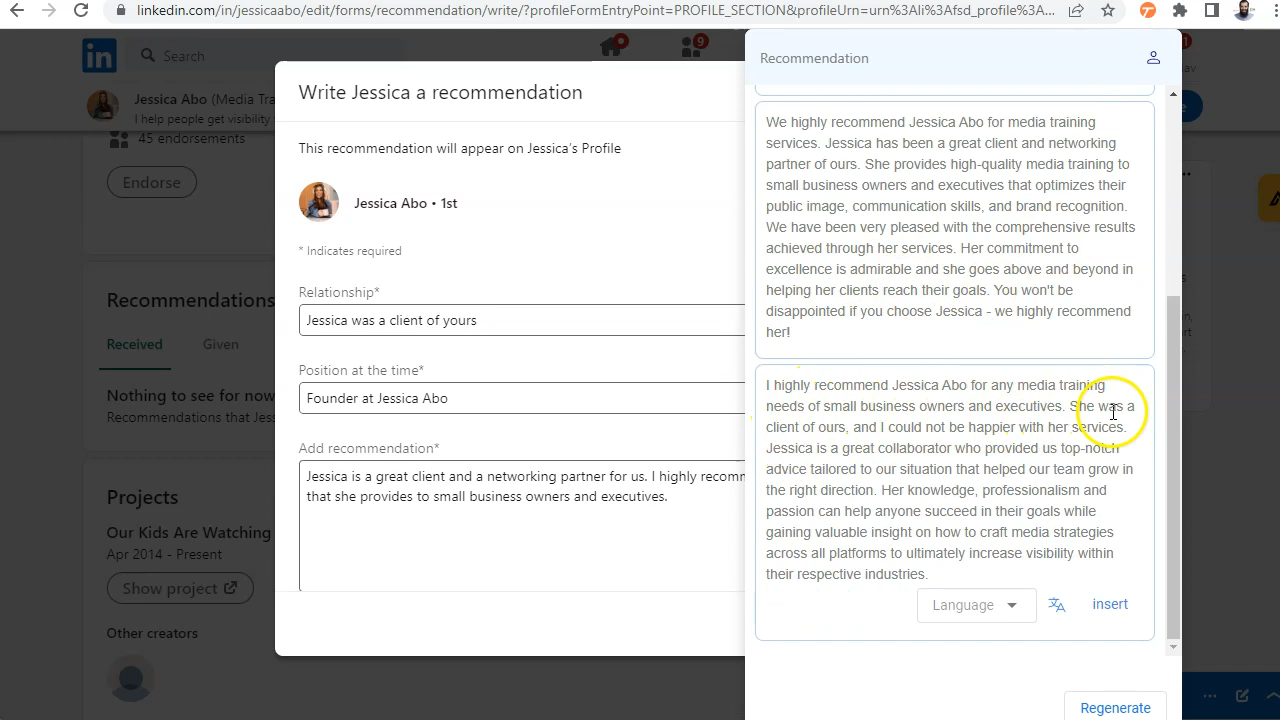 linkedin.com/in/jessicaabo/edit/forms/recommendation/write/?profileFormEntryPoint=PROFILE_SECTION&profileUrn=urn%3Ali%3Afsd_profile%3A...
Search
9
1
Jessica Abo (Media Tra
I help people get visibility
45 endorsements
Endorse
Recommendations
Received
Given
Nothing to see for now
Recommendations that Jessica
Projects
Our Kids Are Watching
Apr 2014 - Present
Show project
Other creators
Write Jessica a recommendation
This recommendation will appear on Jessica's Profile
Jessica Abo • 1st
* Indicates required
Relationship*
Jessica was a client of yours
Position at the time*
Founder at Jessica Abo
Add recommendation*
Jessica is a great client and a networking partner for us. I highly recomm
that she provides to small business owners and executives.
Recommendation
We highly recommend Jessica Abo for media training
services. Jessica has been a great client and networking
partner of ours. She provides high-quality media training to
small business owners and executives that optimizes their
public image, communication skills, and brand recognition.
We have been very pleased with the comprehensive results
achieved through her services. Her commitment to
excellence is admirable and she goes above and beyond in
helping her clients reach their goals. You won't be
disappointed if you choose Jessica - we highly recommend
her!
I highly recommend Jessica Abo for any media training
needs of small business owners and executives. She was a
client of ours, and I could not be happier with her services.
Jessica is a great collaborator who provided us top-notch
advice tailored to our situation that helped our team grow in
the right direction. Her knowledge, professionalism and
passion can help anyone succeed in their goals while
gaining valuable insight on how to craft media strategies
across all platforms to ultimately increase visibility within
their respective industries.
Language
insert
Regenerate